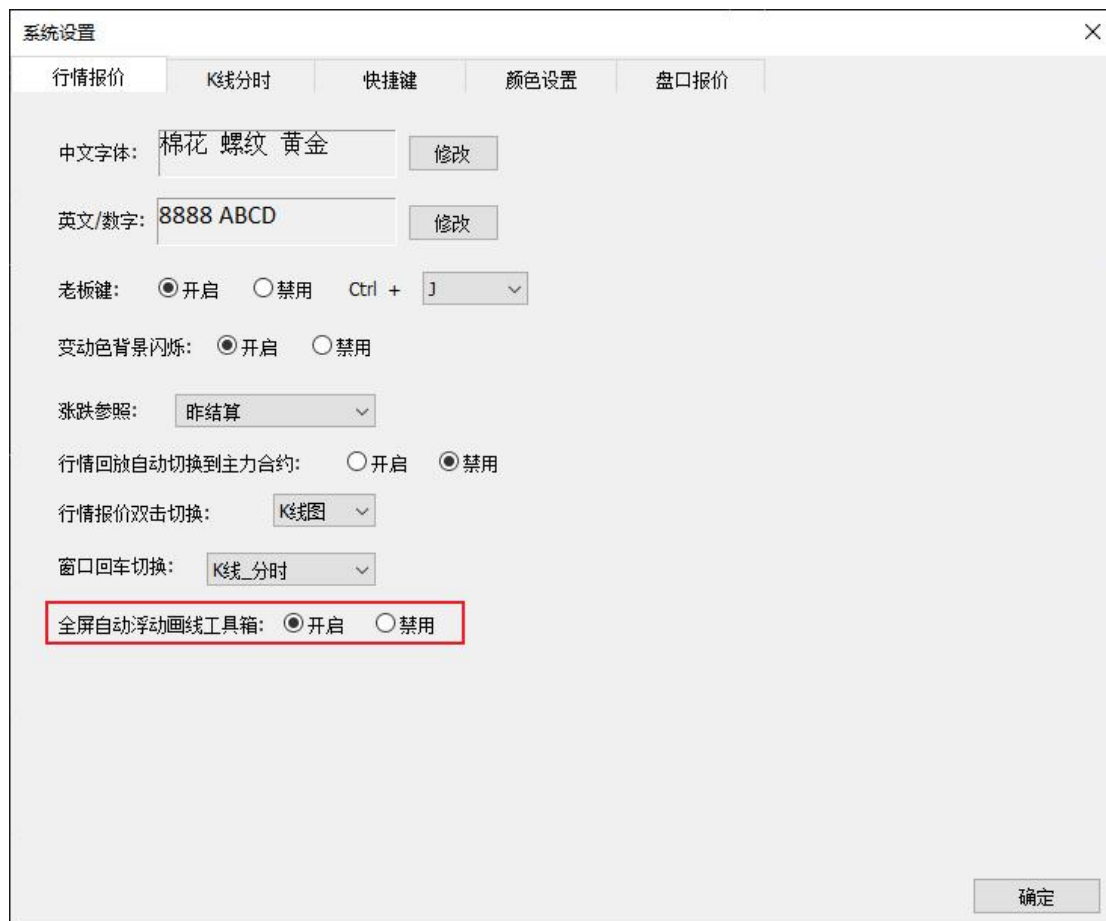 系统设置
行情报价 K线分时 快捷键 颜色设置 盘口报价
中文字体: 棉花 螺纹 黄金 修改
英文/数字: 8888 ABCD 修改
老板键: 开启 禁用 Ctrl + J
变动色背景闪烁: 开启 禁用
涨跌参照: 昨结算
行情回放自动切换到主力合约: 开启 禁用
行情报价双击切换: K线图
窗口回车切换: K线_分时
全屏自动浮动画线工具箱: 开启 禁用
确定